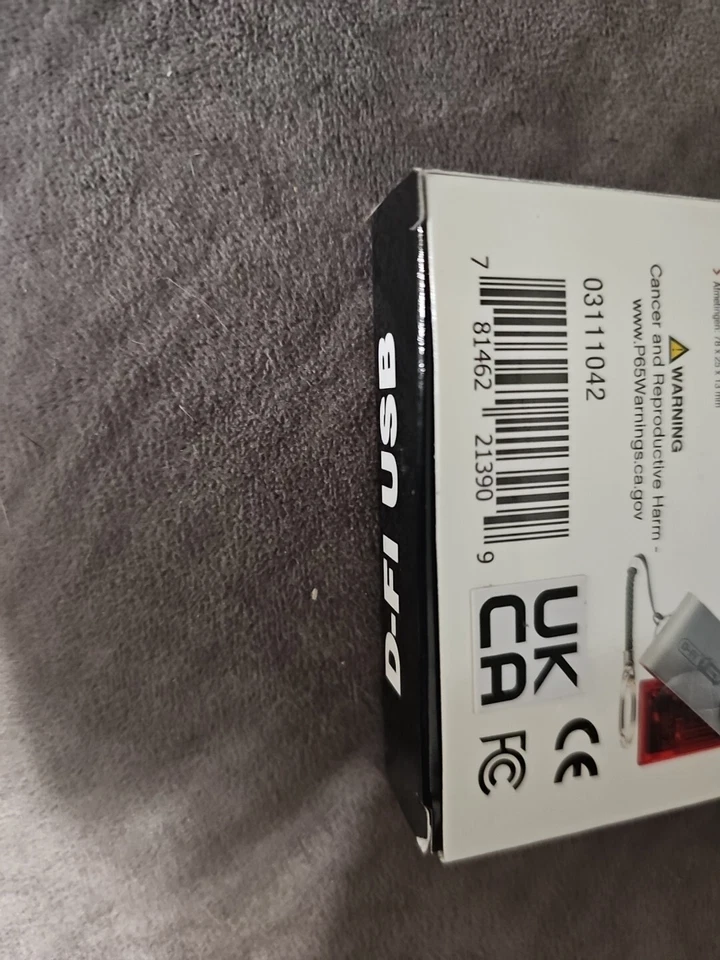 D-FI USB
Cancer and Reproductive Harm -
www.P65Warnings.ca.gov
WARNING
03111042
7 81462 21390 9
UK
CA
CE
FC